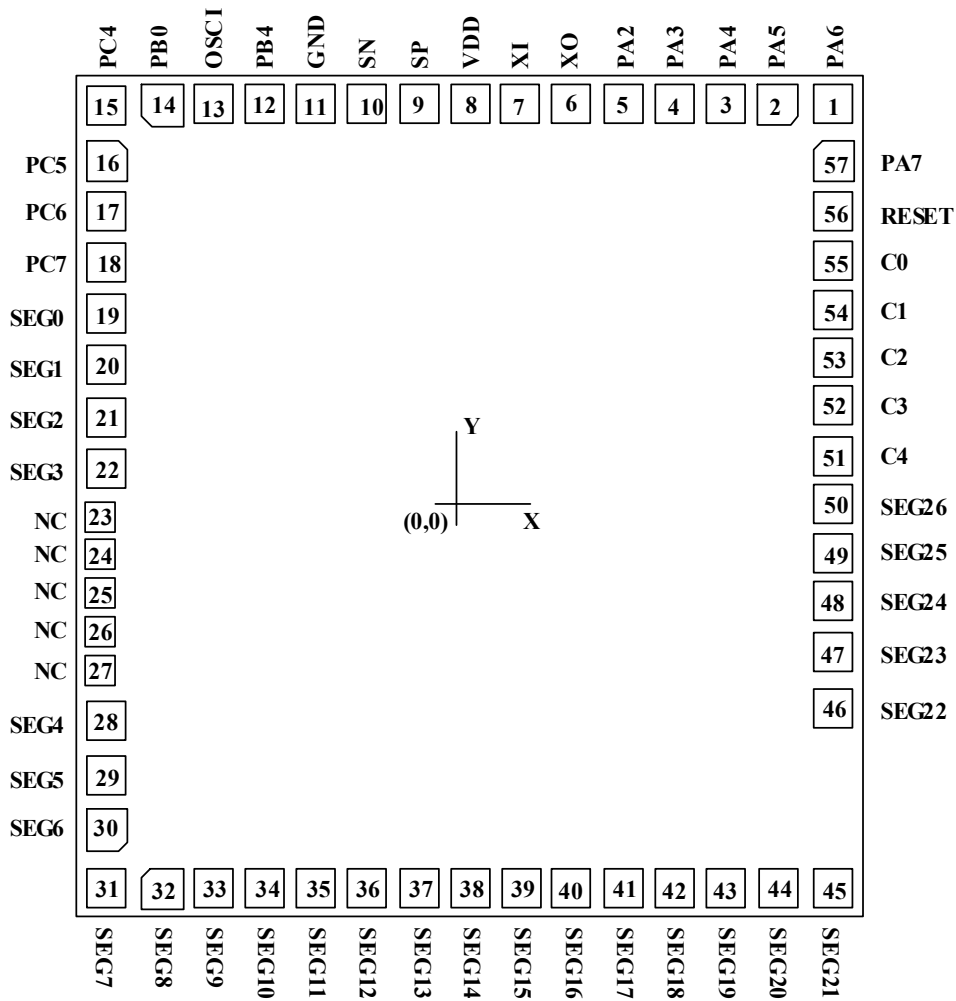 PC4 PB0 OSCI PB4 GND SN SP VDD XI XO PA2 PA3 PA4 PA5 PA6
15 14 13 12 11 10 9 8 7 6 5 4 3 2 1
PC5 16 57 PA7
PC6 17 56 RESET
PC7 18 55 C0
SEG0 19 54 C1
SEG1 20 53 C2
SEG2 21 52 C3
Y
SEG3 22 51 C4
NC 23 (0,0) X 50 SEG26
NC 24 49 SEG25
NC 25 48 SEG24
NC 26
NC 27 47 SEG23
SEG4 28 46 SEG22
SEG5 29
SEG6 30
31 32 33 34 35 36 37 38 39 40 41 42 43 44 45
SEG7 SEG8 SEG9 SEG10 SEG11 SEG12 SEG13 SEG14 SEG15 SEG16 SEG17 SEG18 SEG19 SEG20 SEG21